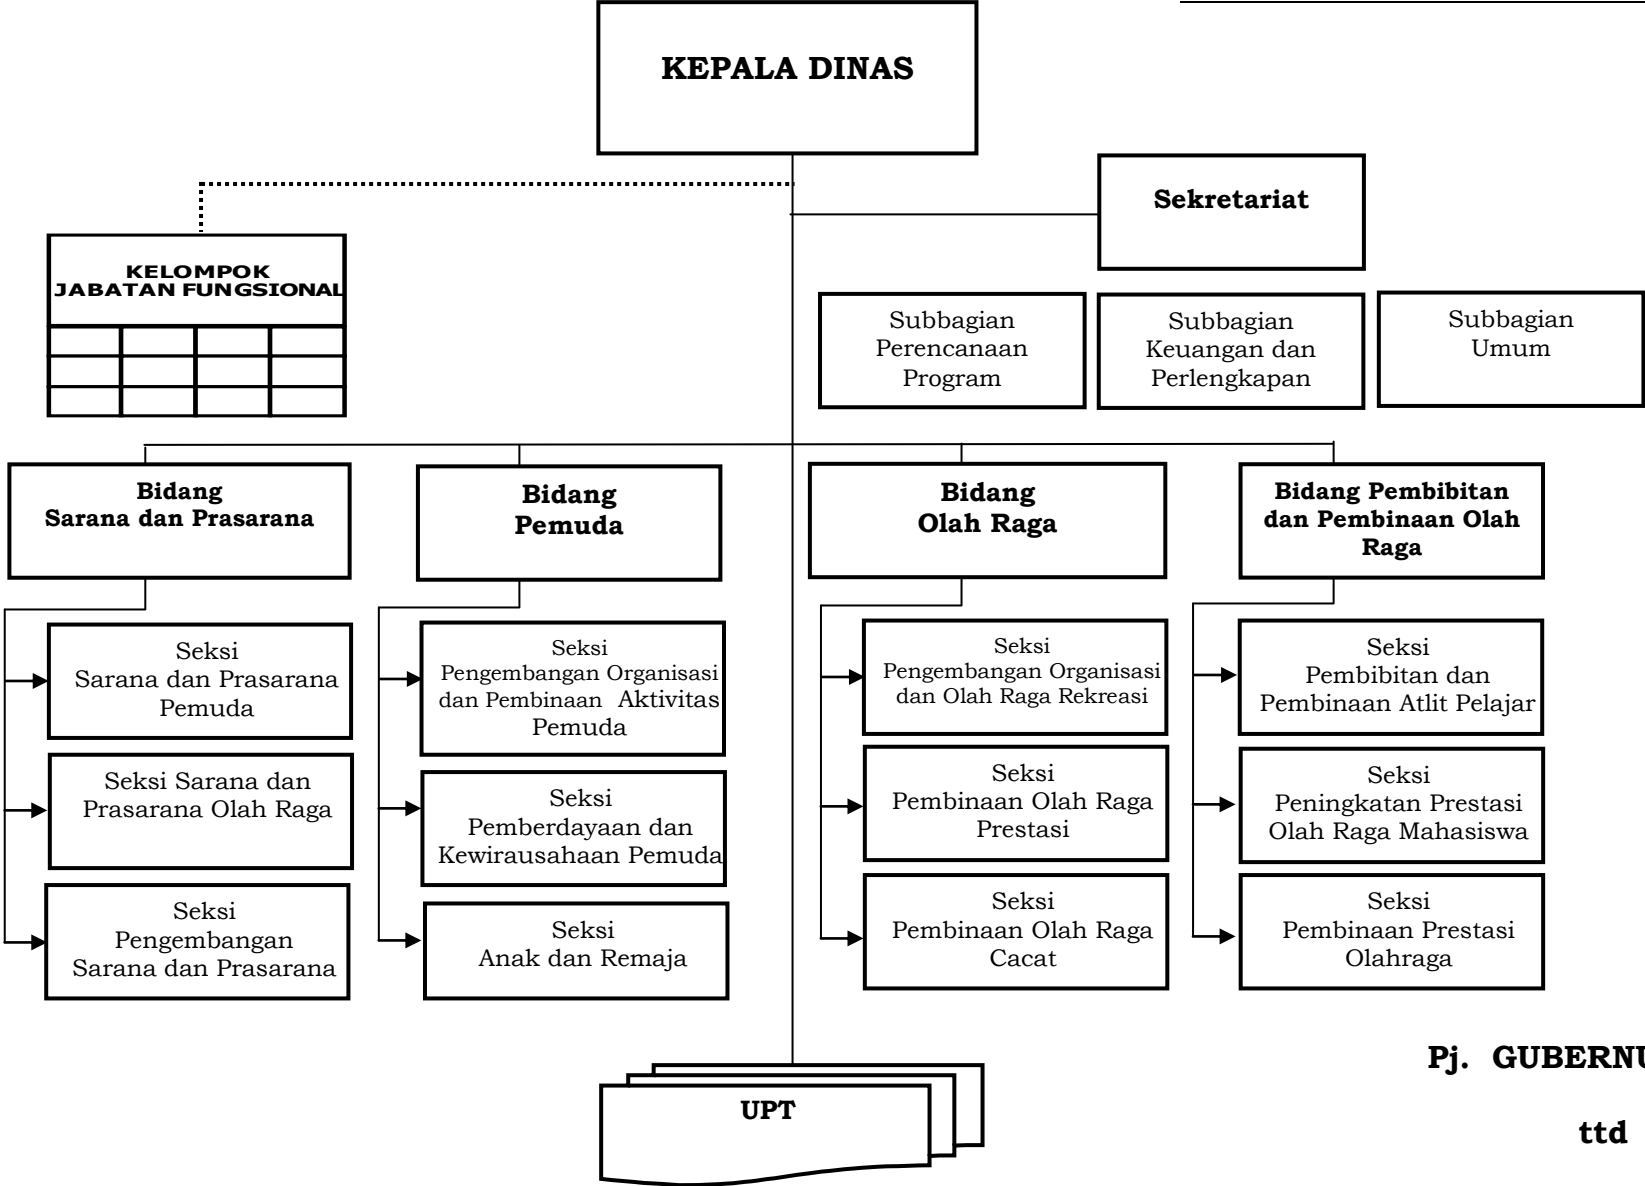 KEPALA DINAS
Sekretariat
KELOMPOK
JABATAN FUNGSIONAL
Subbagian
Perencanaan
Program
Subbagian
Keuangan dan
Perlengkapan
Subbagian
Umum
Bidang
Sarana dan Prasarana
Bidang
Pemuda
Bidang
Olah Raga
Bidang Pembibitan
dan Pembinaan Olah
Raga
Seksi
Sarana dan Prasarana
Pemuda
Seksi Sarana dan
Prasarana Olah Raga
Seksi
Pengembangan
Sarana dan Prasarana
Seksi
Pengembangan Organisasi
dan Pembinaan Aktivitas
Pemuda
Seksi
Pemberdayaan dan
Kewirausahaan Pemuda
Seksi
Anak dan Remaja
Seksi
Pengembangan Organisasi
dan Olah Raga Rekreasi
Seksi
Pembinaan Olah Raga
Prestasi
Seksi
Pembinaan Olah Raga
Cacat
Seksi
Pembibitan dan
Pembinaan Atlit Pelajar
Seksi
Peningkatan Prestasi
Olah Raga Mahasiswa
Seksi
Pembinaan Prestasi
Olahraga
UPT
Pj. GUBERNU
ttd